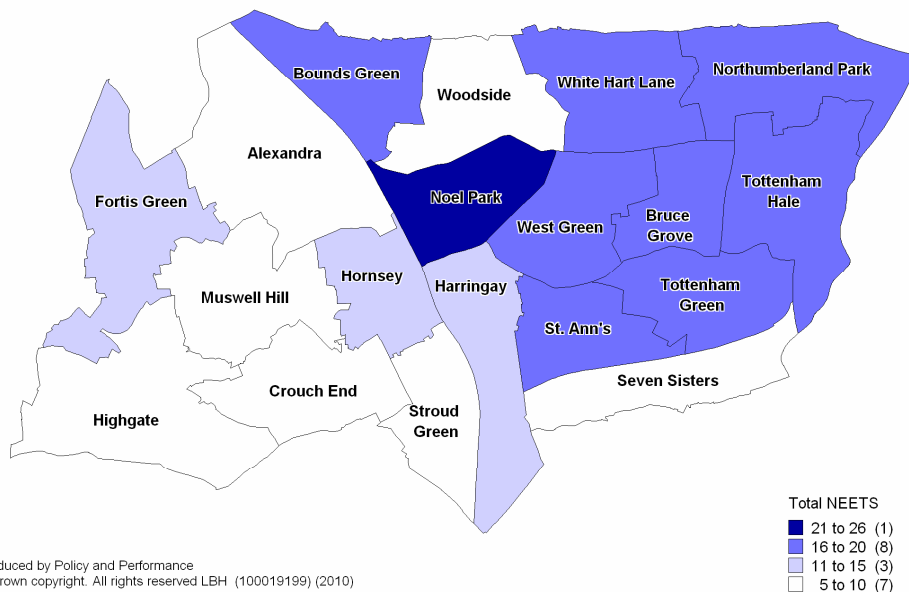 Bounds Green
Woodside
White Hart Lane
Northumberland Park
Alexandra
Fortis Green
Noel Park
Tottenham
Hale
West Green
Bruce
Grove
Hornsey
Harringay
Muswell Hill
Tottenham
Green
St. Ann's
Seven Sisters
Crouch End
Highgate
Stroud
Green
Total NEETS
21 to 26 (1)
16 to 20 (8)
11 to 15 (3)
5 to 10 (7)
duced by Policy and Performance
rown copyright. All rights reserved LBH (100019199) (2010)